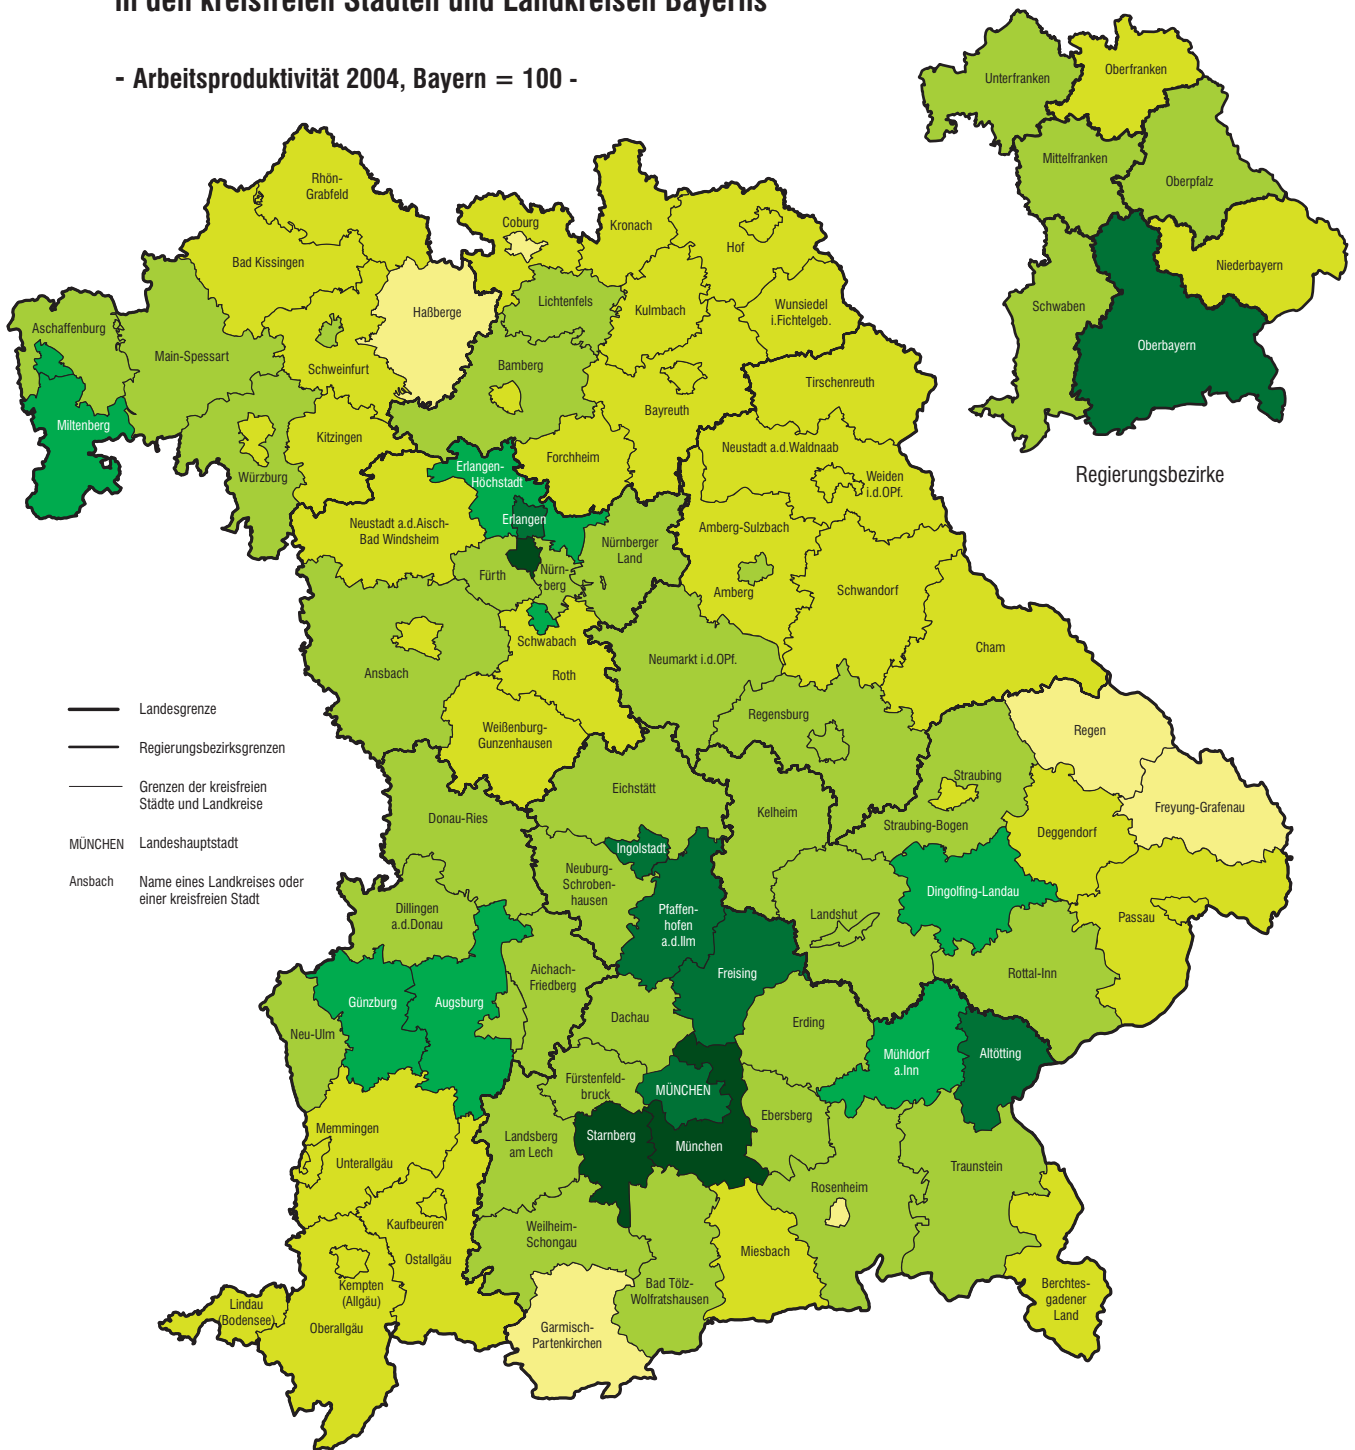 in den kreisfreien Städten und Landkreisen Bayerns
- Arbeitsproduktivität 2004, Bayern = 100 -
Unterfranken
Oberfranken
Mittelfranken
Oberpfalz
Niederbayern
Schwaben
Oberbayern
Regierungsbezirke
Rhön-
Grabfeld
Bad Kissingen
Coburg
Kronach
Hof
Haßberge
Lichtenfels
Kulmbach
Wunsiedel
i.Fichtelgeb.
Aschaffenburg
Main-Spessart
Schweinfurt
Bamberg
Bayreuth
Tirschenreuth
Miltenberg
Kitzingen
Würzburg
Erlangen-
Höchstadt
Forchheim
Neustadt a.d.Waldnaab
Weiden
i.d.OPf.
Neustadt a.d.Aisch-
Bad Windsheim
Erlangen
Nürnberger
Land
Amberg-Sulzbach
Fürth
Nürn-
berg
Amberg
Schwandorf
Cham
Schwabach
Roth
Ansbach
Neumarkt i.d.OPf.
Regensburg
Weißenburg-
Gunzenhausen
Regen
Landesgrenze
Regierungsbezirksgrenzen
Grenzen der kreisfreien
Städte und Landkreise
MÜNCHEN Landeshauptstadt
Ansbach Name eines Landkreises oder
einer kreisfreien Stadt
Straubing
Freyung-Grafenau
Eichstätt
Donau-Ries
Kelheim
Straubing-Bogen
Deggendorf
Ingolstadt
Neuburg-
Schroben-
hausen
Dingolfing-Landau
Dillingen
a.d.Donau
Pfaffen-
hofen
a.d.Ilm
Landshut
Passau
Freising
Rottal-Inn
Aichach-
Friedberg
Günzburg
Augsburg
Neu-Ulm
Dachau
Erding
Mühldorf
a.Inn
Altötting
Fürstenfeld-
bruck
MÜNCHEN
Ebersberg
Memmingen
Unterallgäu
Landsberg
am Lech
Starnberg
München
Traunstein
Rosenheim
Kaufbeuren
Ostallgäu
Weilheim-
Schongau
Miesbach
Bad Tölz-
Wolfratshausen
Kempten
(Allgäu)
Lindau
(Bodensee)
Oberallgäu
Garmisch-
Partenkirchen
Berchtes-
gadener
Land